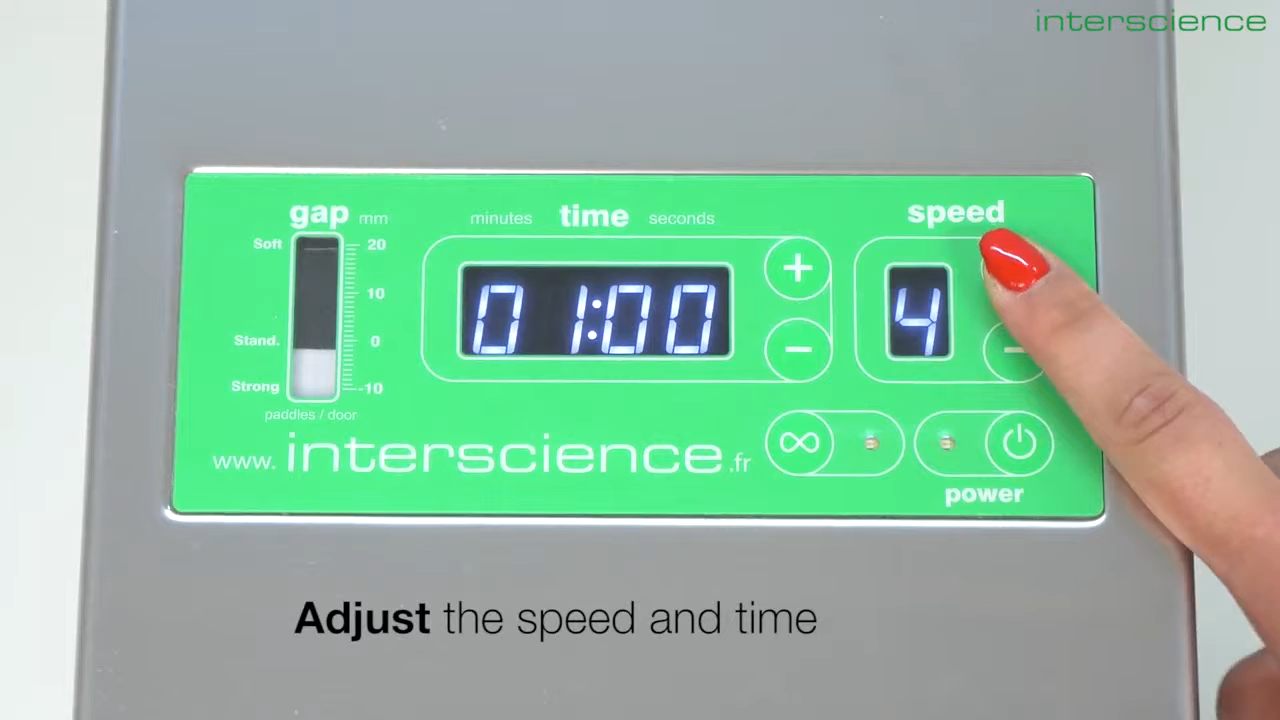 interscience
gap mm
minutes time seconds
speed
Soft
20
10
Stand.
0
Strong
-10
paddles / door
01:00
+
−
4
−
∞
www.interscience.fr
power
Adjust the speed and time